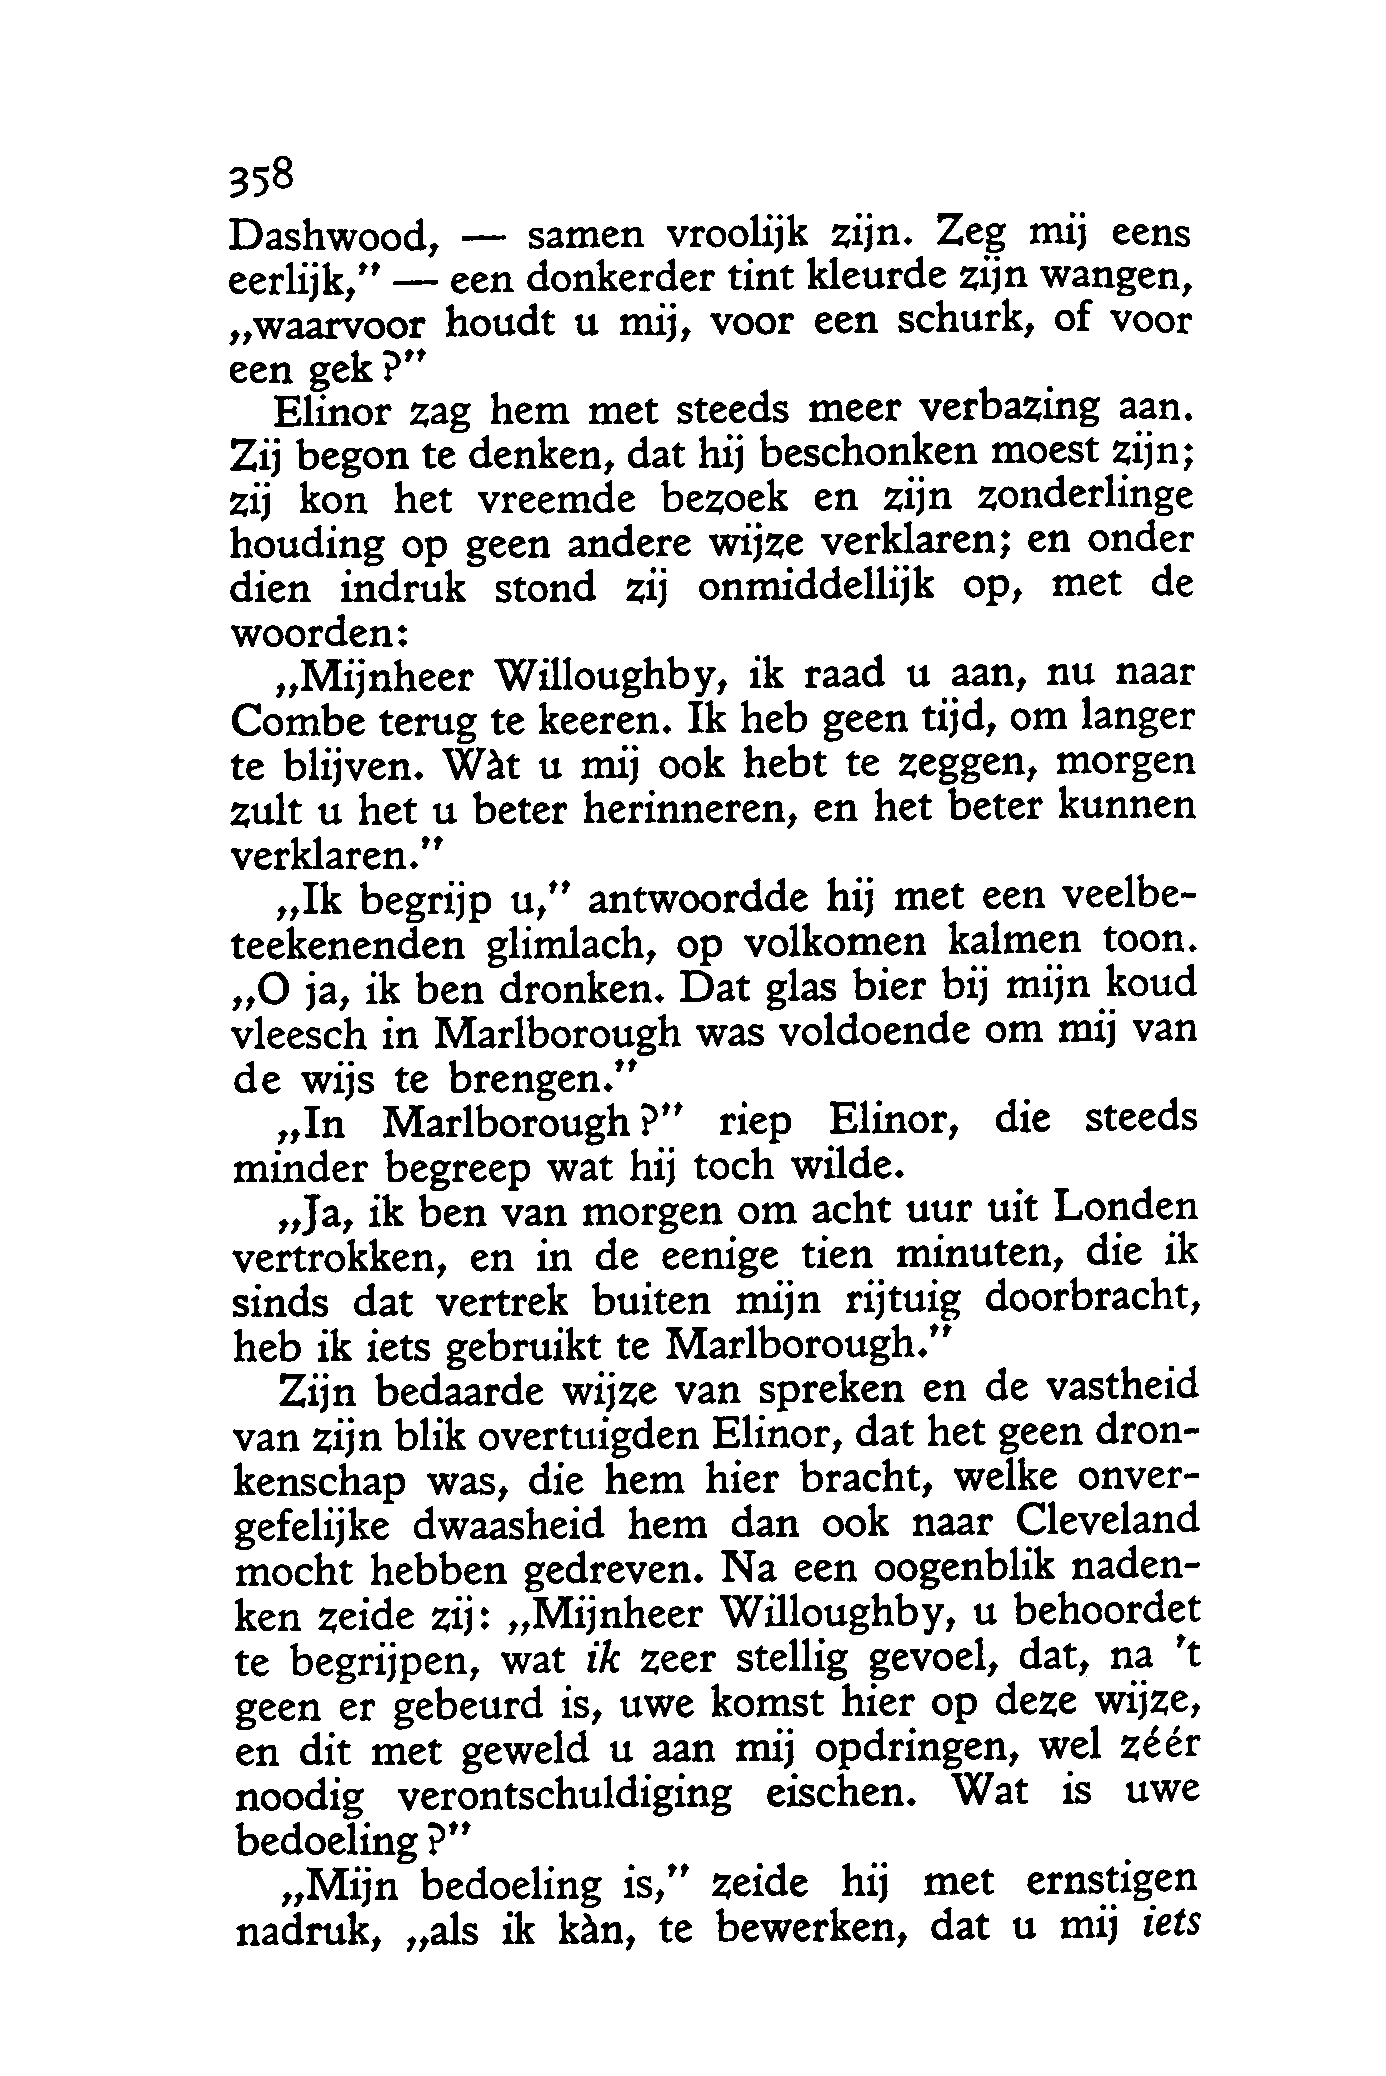 358
Dashwood, — samen vroolijk zijn. Zeg mij eens
eerlijk,” — een donkerder tint kleurde zijn wangen,
„waarvoor houdt u mij, voor een schurk, of voor
een gek?”
Elinor zag hem met steeds meer verbazing aan.
Zij begon te denken, dat hij beschonken moest zijn;
zij kon het vreemde bezoek en zijn zonderlinge
houding op geen andere wijze verklaren; en onder
dien indruk stond zij onmiddellijk op, met de
woorden:
„Mijnheer Willoughby, ik raad u aan, nu naar
Combe terug te keeren. Ik heb geen tijd, om langer
te blijven. Wàt u mij ook hebt te zeggen, morgen
zult u het u beter herinneren, en het beter kunnen
verklaren.”
„Ik begrijp u,” antwoordde hij met een veelbe-
teekenenden glimlach, op volkomen kalmen toon.
„O ja, ik ben dronken. Dat glas bier bij mijn koud
vleesch in Marlborough was voldoende om mij van
de wijs te brengen.”
„In Marlborough?” riep Elinor, die steeds
minder begreep wat hij toch wilde.
„Ja, ik ben van morgen om acht uur uit Londen
vertrokken, en in de eenige tien minuten, die ik
sinds dat vertrek buiten mijn rijtuig doorbracht,
heb ik iets gebruikt te Marlborough.”
Zijn bedaarde wijze van spreken en de vastheid
van zijn blik overtuigden Elinor, dat het geen dron-
kenschap was, die hem hier bracht, welke onver-
gefelijke dwaasheid hem dan ook naar Cleveland
mocht hebben gedreven. Na een oogenblik naden-
ken zeide zij: „Mijnheer Willoughby, u behoordet
te begrijpen, wat ik zeer stellig gevoel, dat, na 't
geen er gebeurd is, uwe komst hier op deze wijze,
en dit met geweld u aan mij opdringen, wel zéér
noodig verontschuldiging eischen. Wat is uwe
bedoeling?”
„Mijn bedoeling is,” zeide hij met ernstigen
nadruk, „als ik kàn, te bewerken, dat u mij iets